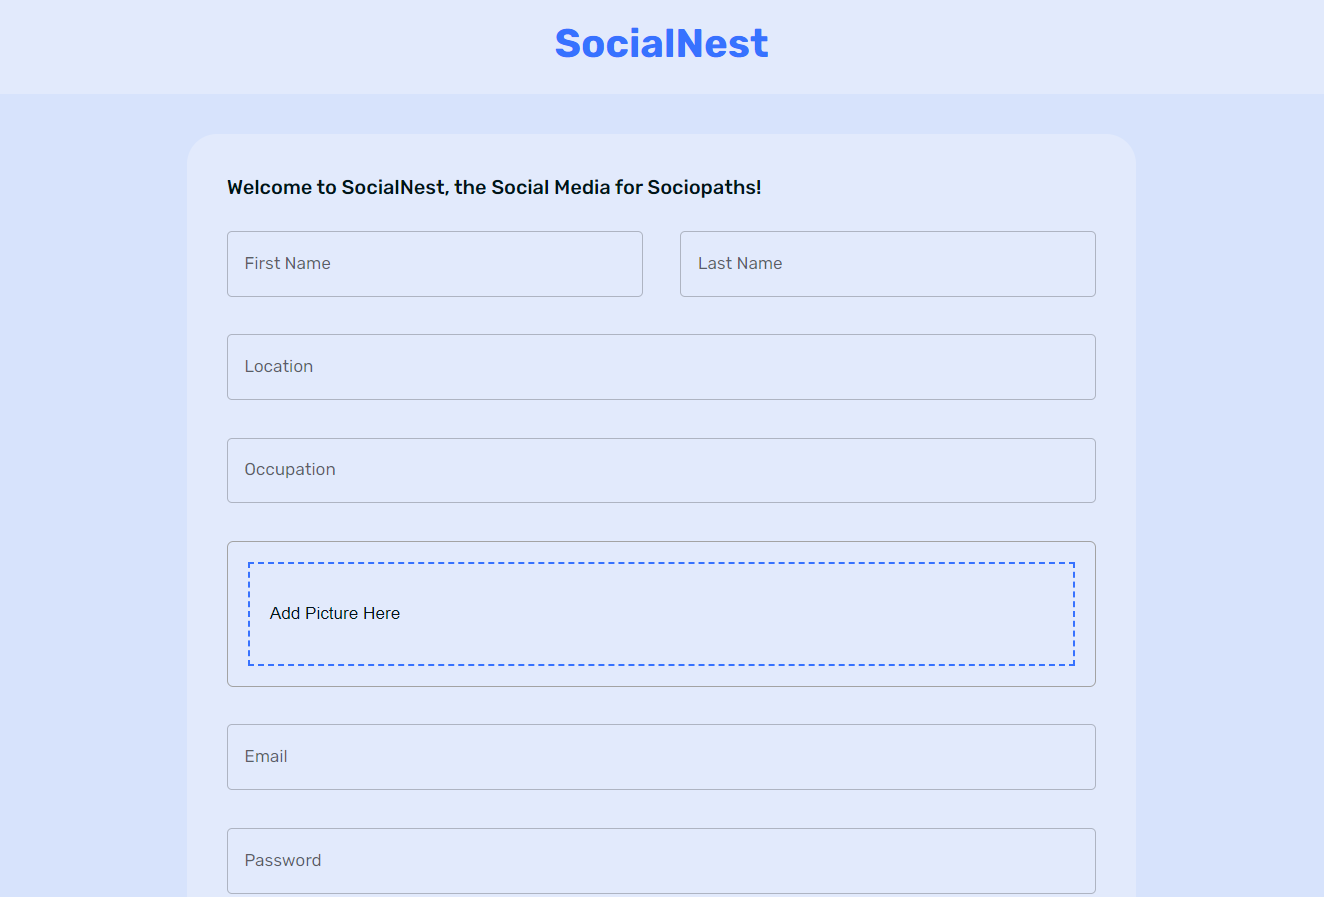 SocialNest
Welcome to SocialNest, the Social Media for Sociopaths!
First Name
Last Name
Location
Occupation
Add Picture Here
Email
Password